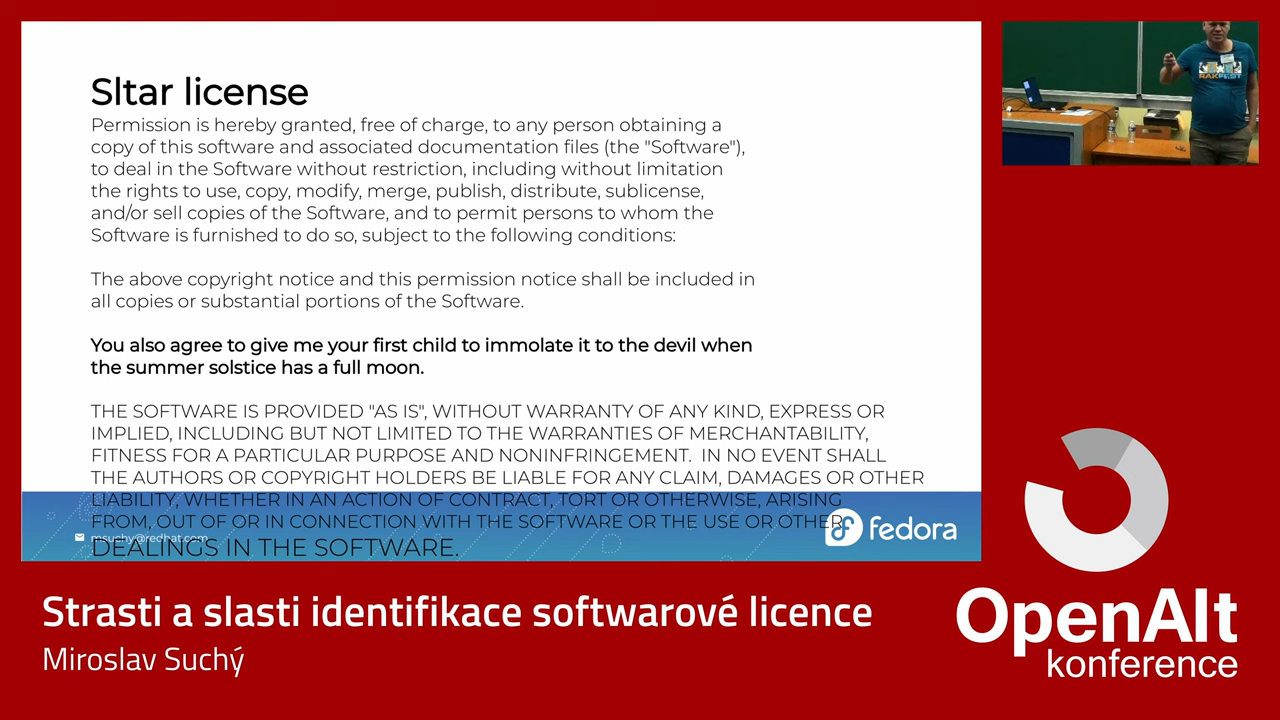 Sltar license
Permission is hereby granted, free of charge, to any person obtaining a
copy of this software and associated documentation files (the "Software"),
to deal in the Software without restriction, including without limitation
the rights to use, copy, modify, merge, publish, distribute, sublicense,
and/or sell copies of the Software, and to permit persons to whom the
Software is furnished to do so, subject to the following conditions:
The above copyright notice and this permission notice shall be included in
all copies or substantial portions of the Software.
You also agree to give me your first child to immolate it to the devil when
the summer solstice has a full moon.
THE SOFTWARE IS PROVIDED "AS IS", WITHOUT WARRANTY OF ANY KIND, EXPRESS OR
IMPLIED, INCLUDING BUT NOT LIMITED TO THE WARRANTIES OF MERCHANTABILITY,
FITNESS FOR A PARTICULAR PURPOSE AND NONINFRINGEMENT.  IN NO EVENT SHALL
THE AUTHORS OR COPYRIGHT HOLDERS BE LIABLE FOR ANY CLAIM, DAMAGES OR OTHER
LIABILITY, WHETHER IN AN ACTION OF CONTRACT, TORT OR OTHERWISE, ARISING
FROM, OUT OF OR IN CONNECTION WITH THE SOFTWARE OR THE USE OR OTHER
DEALINGS IN THE SOFTWARE.
msuchy@redhat.com
fedora
RAKFEST
Strasti a slasti identifikace softwarové licence
Miroslav Suchý
OpenAlt
konference